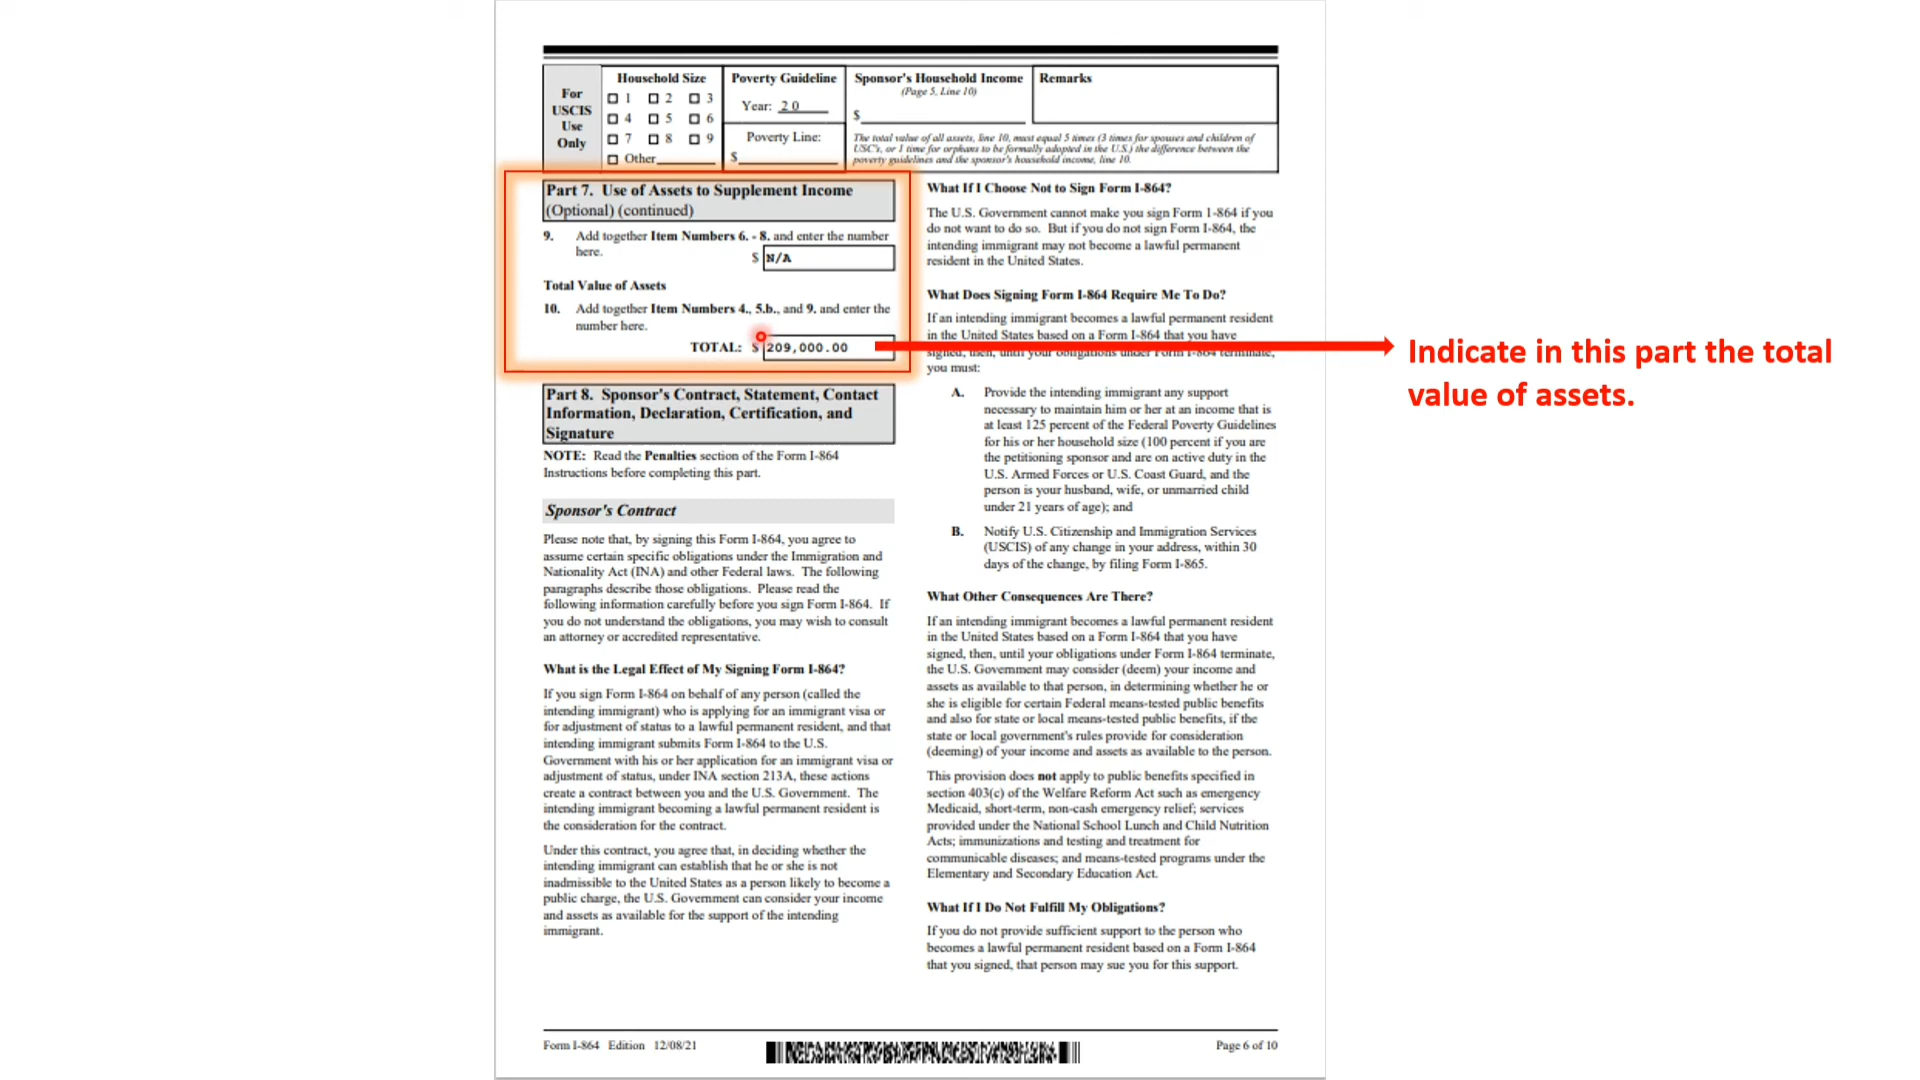 For
USCIS
Use
Only
Household Size
1 2 3
4 5 6
7 8 9
Other
Poverty Guideline
Year: 2 0
Poverty Line:
$
Sponsor's Household Income
(Page 5, Line 10)
$
Remarks
The total value of all assets, line 10, must equal 5 times (3 times for spouses and children of
USC's, or 1 time for orphans to be formally adopted in the U.S.) the difference between the
poverty guidelines and the sponsor's household income, line 10.
Part 7. Use of Assets to Supplement Income
(Optional) (continued)
9. Add together Item Numbers 6. - 8. and enter the number
here.
$ N/A
Total Value of Assets
10. Add together Item Numbers 4., 5.b., and 9. and enter the
number here.
TOTAL: $ 209,000.00
Part 8. Sponsor's Contract, Statement, Contact
Information, Declaration, Certification, and
Signature
NOTE: Read the Penalties section of the Form I-864
Instructions before completing this part.
Sponsor's Contract
Please note that, by signing this Form I-864, you agree to
assume certain specific obligations under the Immigration and
Nationality Act (INA) and other Federal laws. The following
paragraphs describe those obligations. Please read the
following information carefully before you sign Form I-864. If
you do not understand the obligations, you may wish to consult
an attorney or accredited representative.
What is the Legal Effect of My Signing Form I-864?
If you sign Form I-864 on behalf of any person (called the
intending immigrant) who is applying for an immigrant visa or
for adjustment of status to a lawful permanent resident, and that
intending immigrant submits Form I-864 to the U.S.
Government with his or her application for an immigrant visa or
adjustment of status, under INA section 213A, these actions
create a contract between you and the U.S. Government. The
intending immigrant becoming a lawful permanent resident is
the consideration for the contract.
Under this contract, you agree that, in deciding whether the
intending immigrant can establish that he or she is not
inadmissible to the United States as a person likely to become a
public charge, the U.S. Government can consider your income
and assets as available for the support of the intending
immigrant.
What If I Choose Not to Sign Form I-864?
The U.S. Government cannot make you sign Form I-864 if you
do not want to do so. But if you do not sign Form I-864, the
intending immigrant may not become a lawful permanent
resident in the United States.
What Does Signing Form I-864 Require Me To Do?
If an intending immigrant becomes a lawful permanent resident
in the United States based on a Form I-864 that you have
signed, then, until your obligations under Form I-864 terminate,
you must:
A. Provide the intending immigrant any support
necessary to maintain him or her at an income that is
at least 125 percent of the Federal Poverty Guidelines
for his or her household size (100 percent if you are
the petitioning sponsor and are on active duty in the
U.S. Armed Forces or U.S. Coast Guard, and the
person is your husband, wife, or unmarried child
under 21 years of age); and
B. Notify U.S. Citizenship and Immigration Services
(USCIS) of any change in your address, within 30
days of the change, by filing Form I-865.
What Other Consequences Are There?
If an intending immigrant becomes a lawful permanent resident
in the United States based on a Form I-864 that you have
signed, then, until your obligations under Form I-864 terminate,
the U.S. Government may consider (deem) your income and
assets as available to that person, in determining whether he or
she is eligible for certain Federal means-tested public benefits
and also for state or local means-tested public benefits, if the
state or local government's rules provide for consideration
(deeming) of your income and assets as available to the person.
This provision does not apply to public benefits specified in
section 403(c) of the Welfare Reform Act such as emergency
Medicaid, short-term, non-cash emergency relief; services
provided under the National School Lunch and Child Nutrition
Acts; immunizations and testing and treatment for
communicable diseases; and means-tested programs under the
Elementary and Secondary Education Act.
What If I Do Not Fulfill My Obligations?
If you do not provide sufficient support to the person who
becomes a lawful permanent resident based on a Form I-864
that you signed, that person may sue you for this support.
Indicate in this part the total
value of assets.
Form I-864 Edition 12/08/21
Page 6 of 10